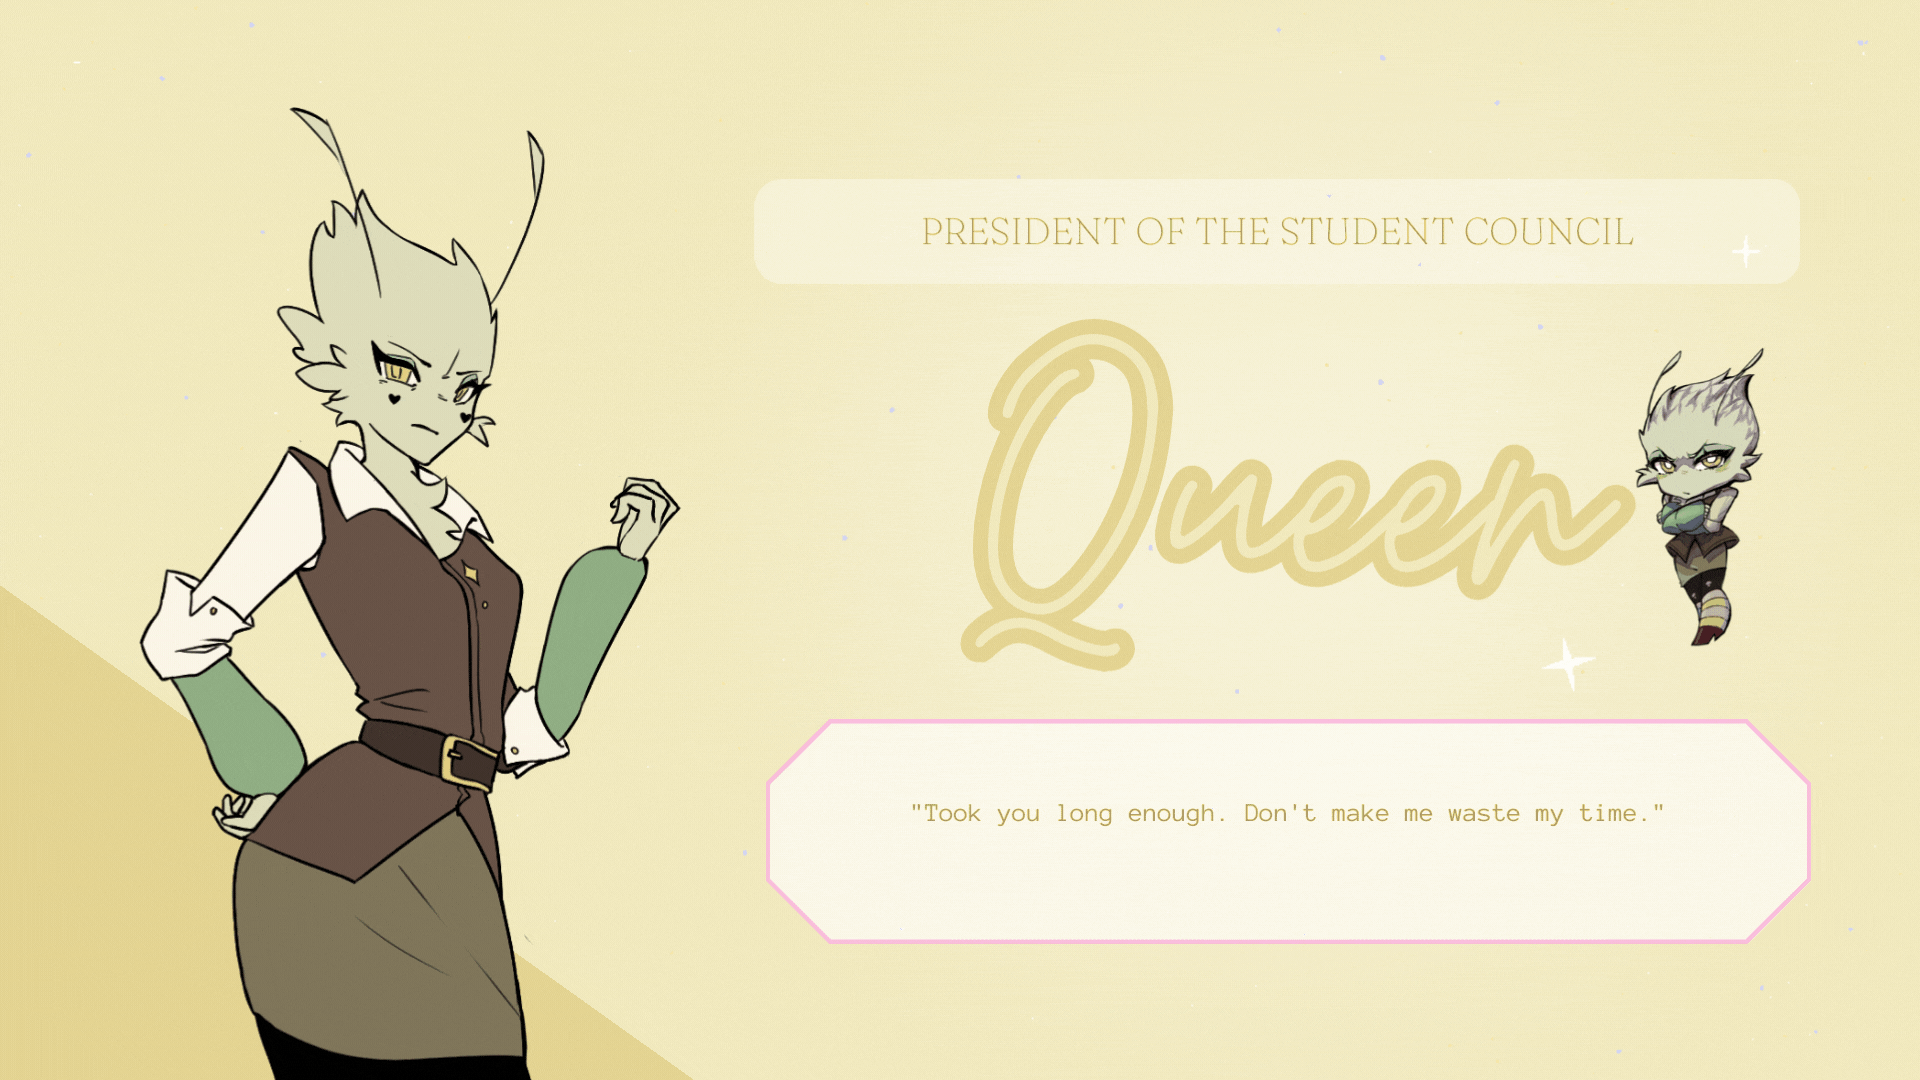 PRESIDENT OF THE STUDENT COUNCIL
Queen
"Took you long enough. Don't make me waste my time."